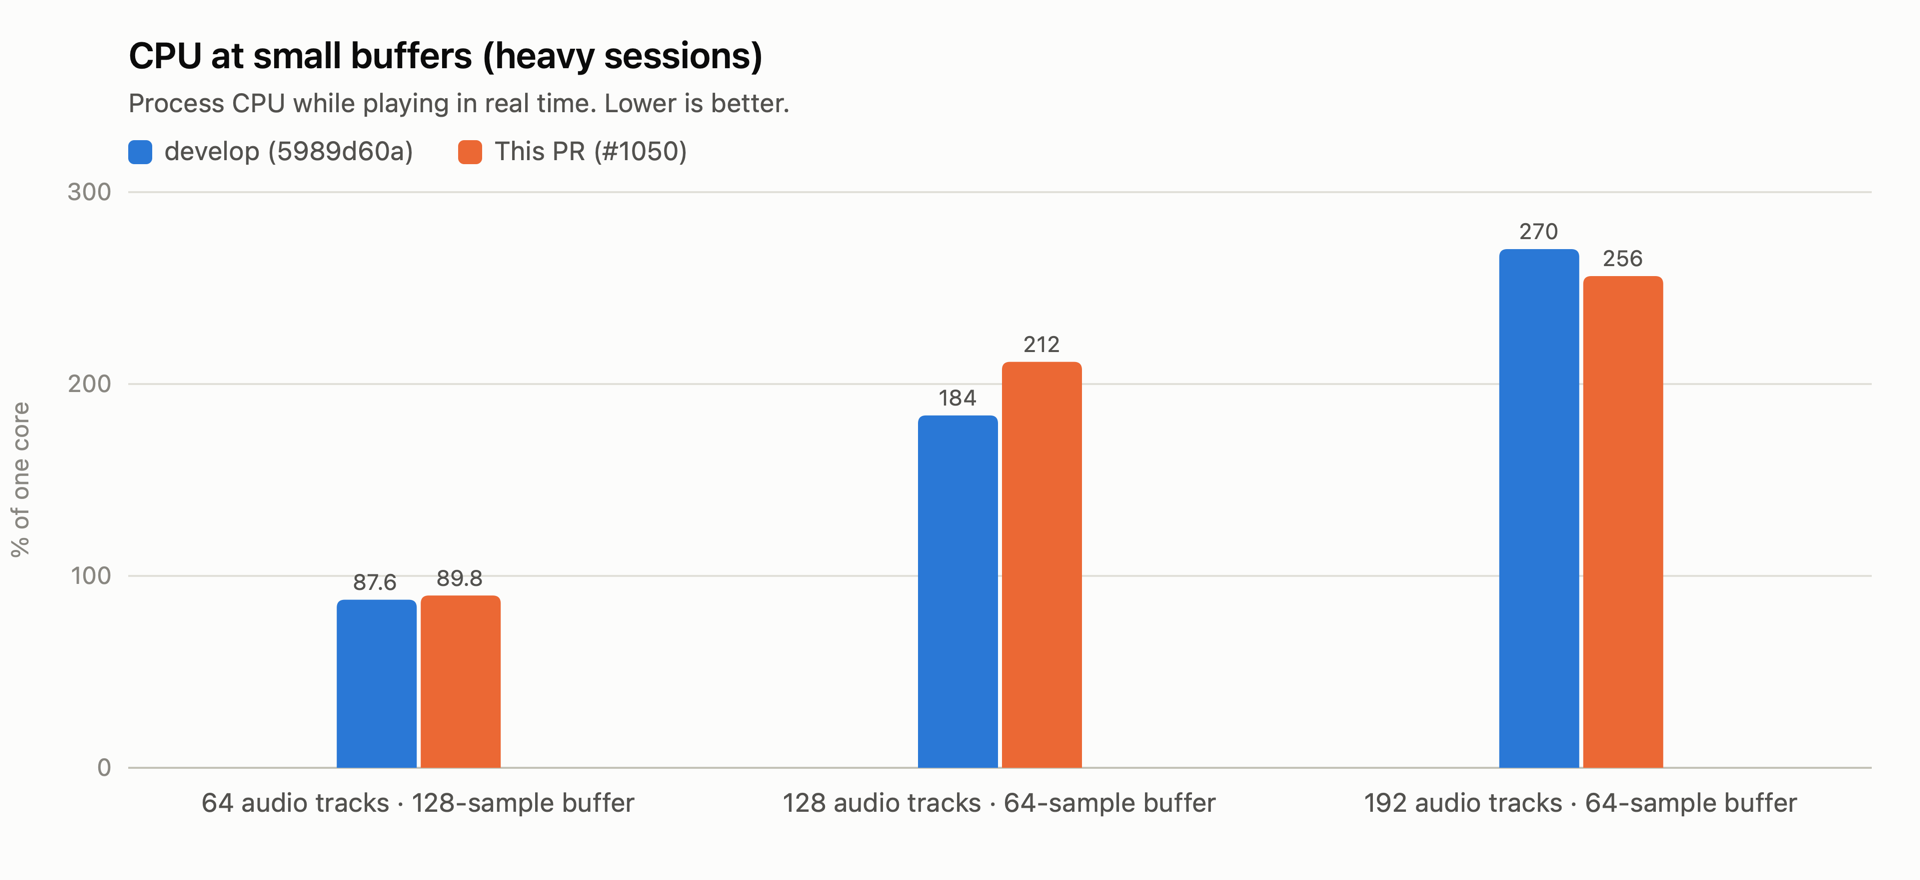 CPU at small buffers (heavy sessions)
Process CPU while playing in real time. Lower is better.
develop (5989d60a)
This PR (#1050)
300
200
100
0
% of one core
87.6
89.8
184
212
270
256
64 audio tracks · 128-sample buffer
128 audio tracks · 64-sample buffer
192 audio tracks · 64-sample buffer